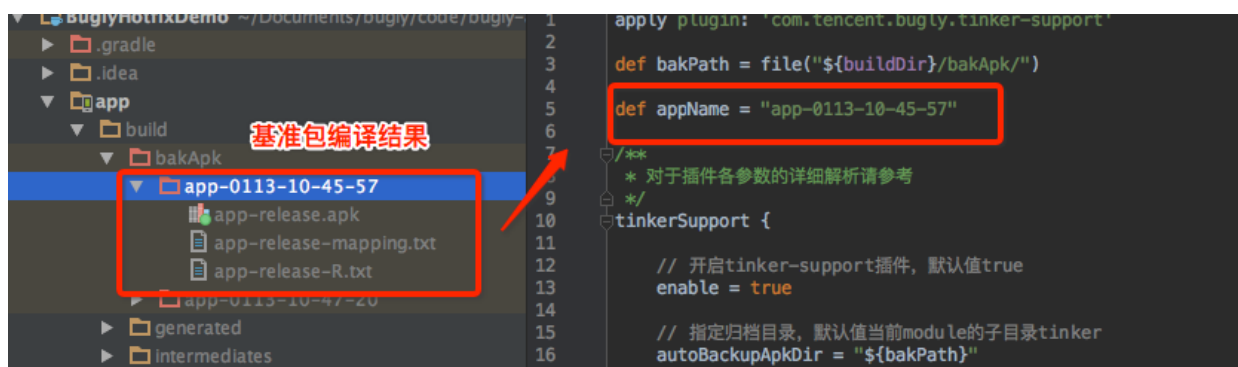 BuglyHotfixDemo ~/Documents/bugly/code/bugly-
.gradle
.idea
app
build
基准包编译结果
bakApk
app-0113-10-45-57
app-release.apk
app-release-mapping.txt
app-release-R.txt
app-0113-10-47-20
generated
intermediates
1 apply plugin: 'com.tencent.bugly.tinker-support'
2
3 def bakPath = file("${buildDir}/bakApk/")
4
5 def appName = "app-0113-10-45-57"
6
7 /**
8 * 对于插件各参数的详细解析请参考
9 */
10 tinkerSupport {
11
12 // 开启tinker-support插件，默认值true
13 enable = true
14
15 // 指定归档目录，默认值当前module的子目录tinker
16 autoBackupApkDir = "${bakPath}"